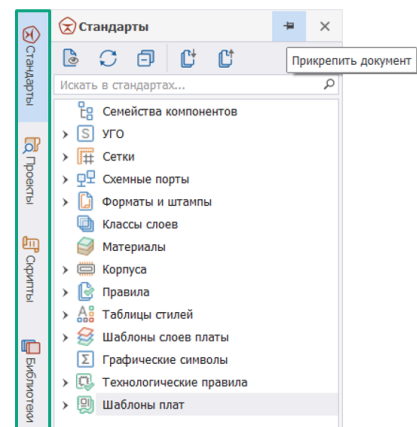 Стандарты
Прикрепить документ
Искать в стандартах...
Семейства компонентов
S УГО
Сетки
Схемные порты
Форматы и штампы
Классы слоев
Материалы
Корпуса
Правила
Таблицы стилей
Шаблоны слоев платы
Σ Графические символы
Технологические правила
Шаблоны плат
Стандарты
Проекты
Скрипты
Библиотеки